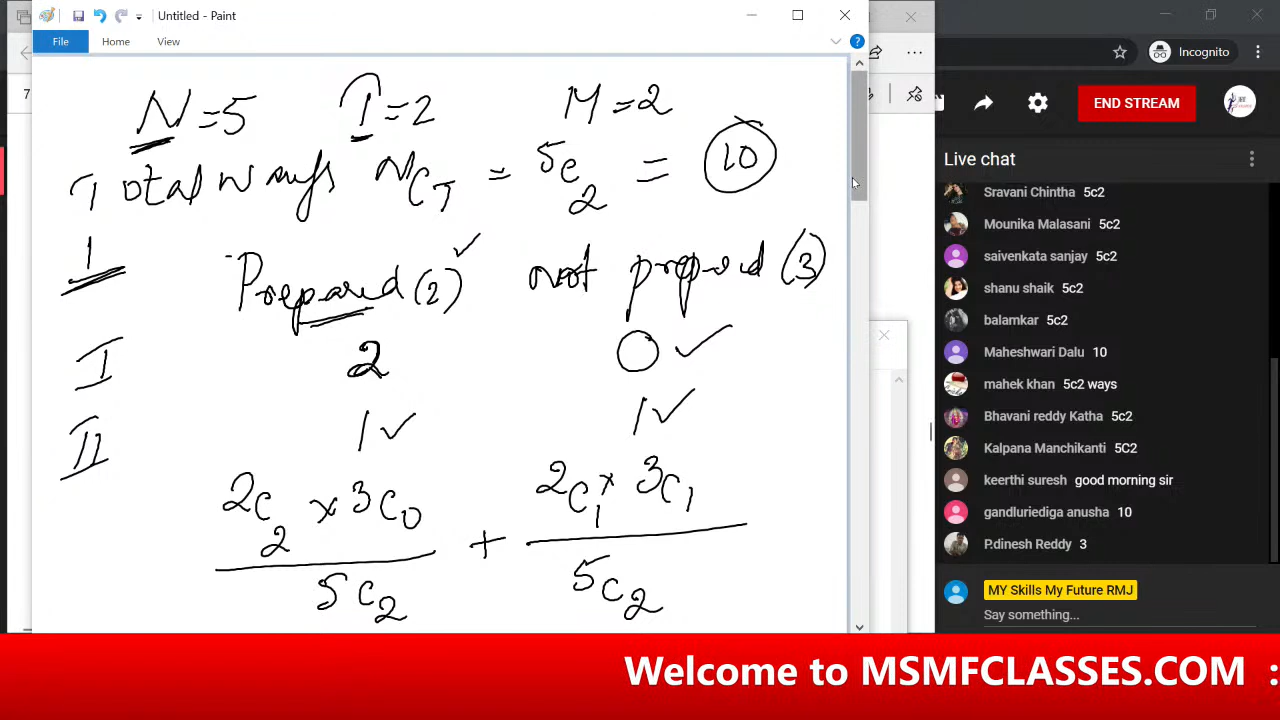 Untitled - Paint
File Home View
N = 5 T = 2 M = 2
Total ways NCT = 5c2 = 10
1 Prepared (2) ✓ not prepared (3)
I 2 0 ✓
II 1 ✓ 1 ✓
2c2 × 3c0 + 2c1 × 3c1
5c2 5c2
7
Incognito
END STREAM
Live chat
Sravani Chintha 5c2
Mounika Malasani 5c2
saivenkata sanjay 5c2
shanu shaik 5c2
balamkar 5c2
Maheshwari Dalu 10
mahek khan 5c2 ways
Bhavani reddy Katha 5c2
Kalpana Manchikanti 5C2
keerthi suresh good morning sir
gandluriediga anusha 10
P.dinesh Reddy 3
MY Skills My Future RMJ
Say something...
Welcome to MSMFCLASSES.COM :